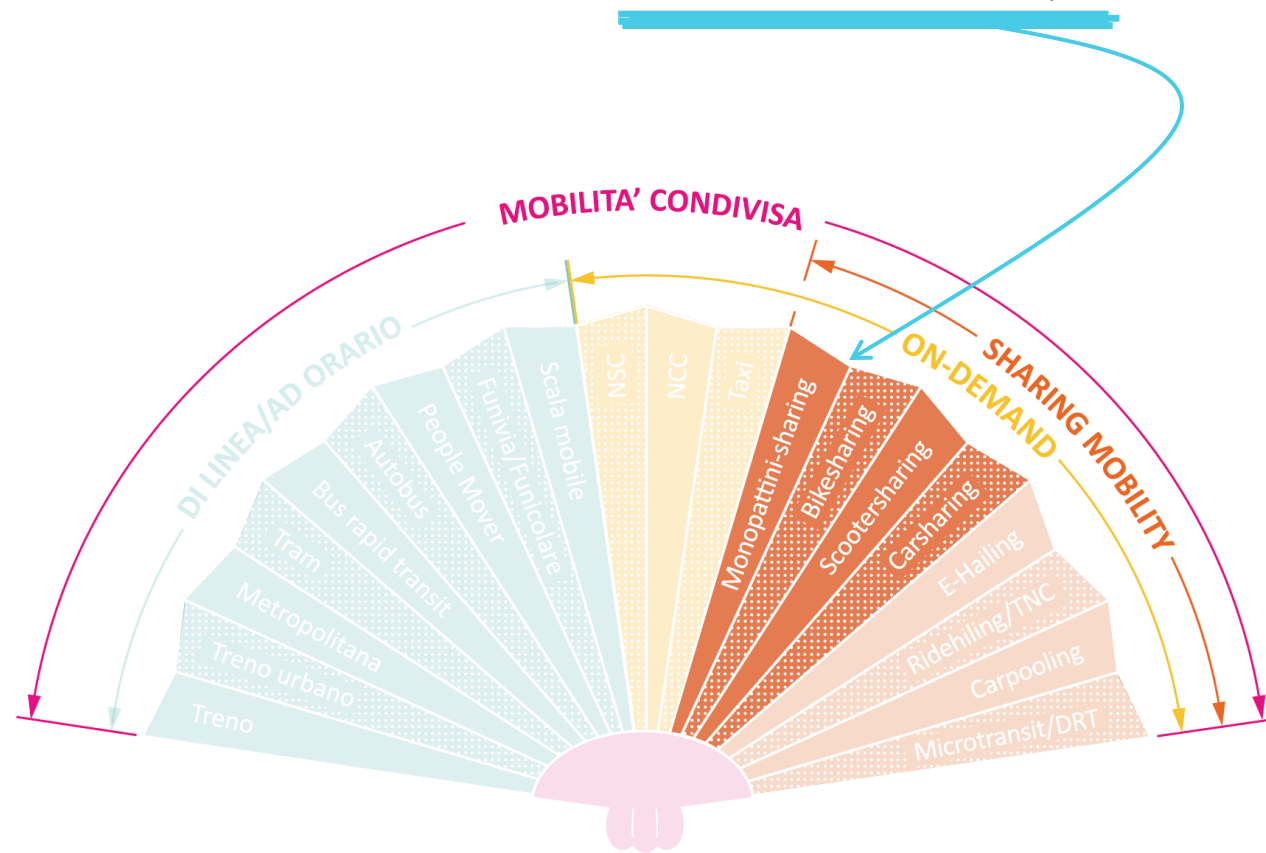 MOBILITA’ CONDIVISA
DI LINEA/AD ORARIO
ON-DEMAND
SHARING MOBILITY
Treno
Treno urbano
Metropolitana
Tram
Bus rapid transit
Autobus
People Mover
Funivia/Funicolare
Scala mobile
NSC
NCC
Taxi
Monopattini-sharing
Bikesharing
Scootersharing
Carsharing
E-Hailing
Ridehiling/TNC
Carpooling
Microtransit/DRT